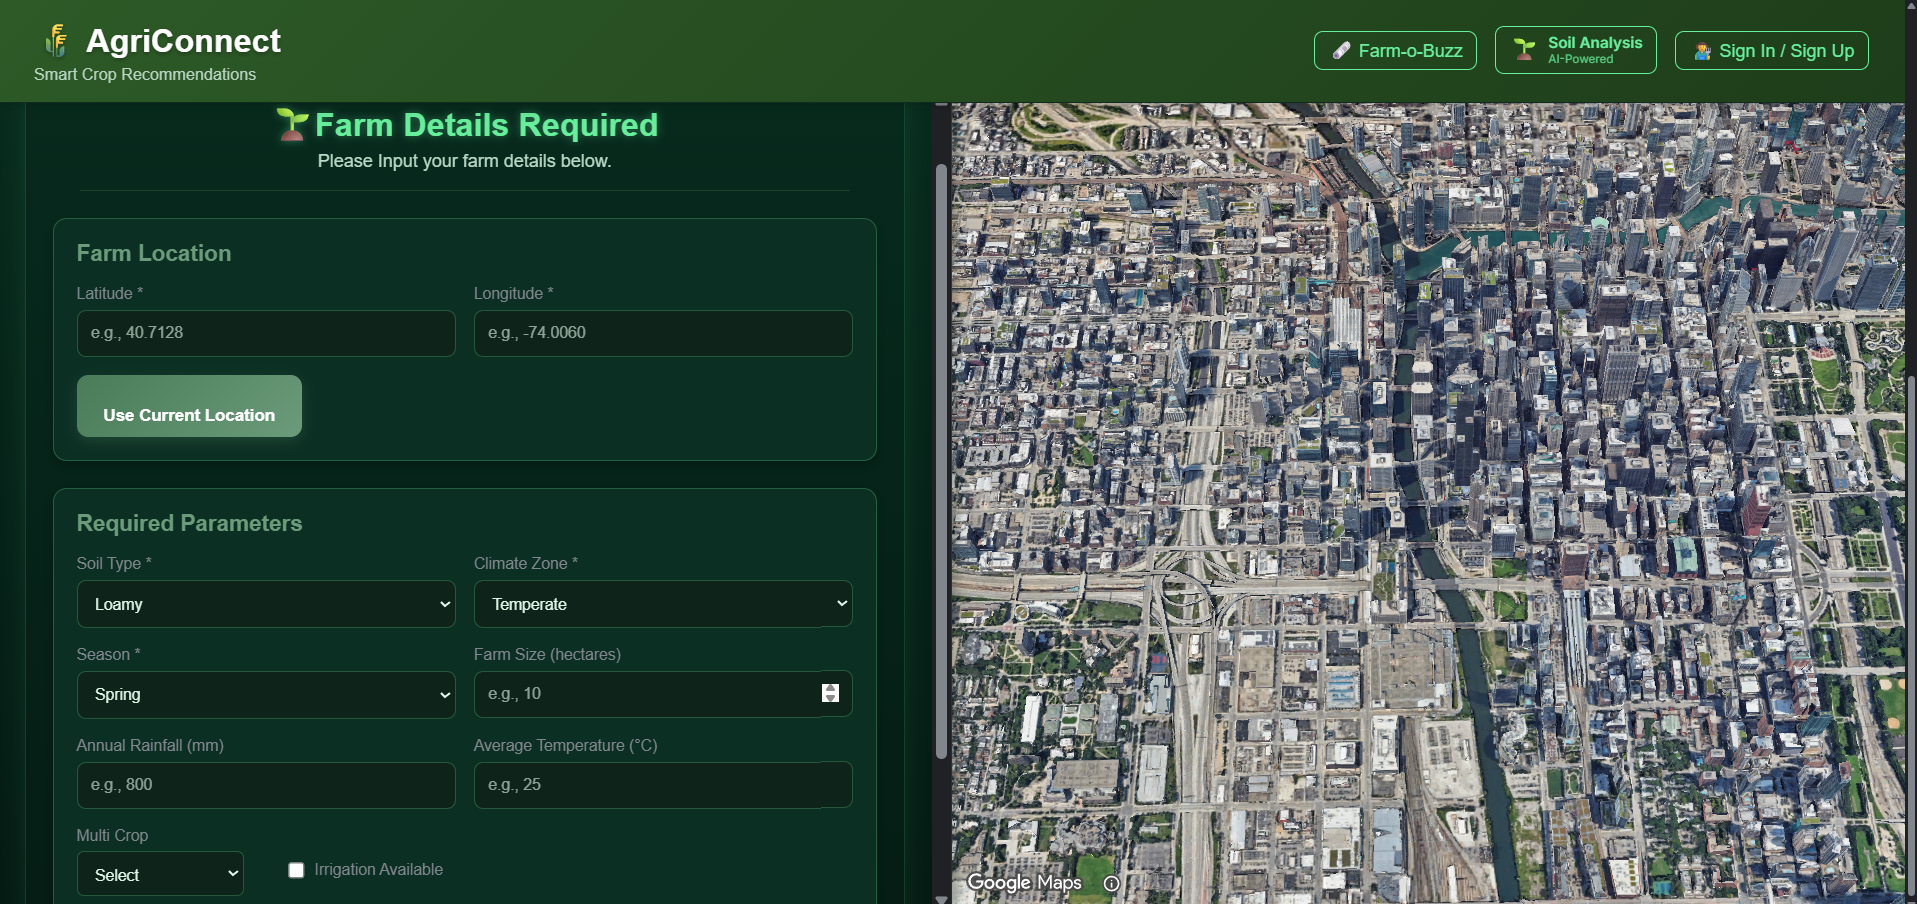 AgriConnect
Smart Crop Recommendations
Farm-o-Buzz
Soil Analysis
AI-Powered
Sign In / Sign Up
Farm Details Required
Please Input your farm details below.
Farm Location
Latitude *
Longitude *
e.g., 40.7128
e.g., -74.0060
Use Current Location
Required Parameters
Soil Type *
Climate Zone *
Loamy
Temperate
Season *
Farm Size (hectares)
Spring
e.g., 10
Annual Rainfall (mm)
Average Temperature (°C)
e.g., 800
e.g., 25
Multi Crop
Select
Irrigation Available
Google Maps